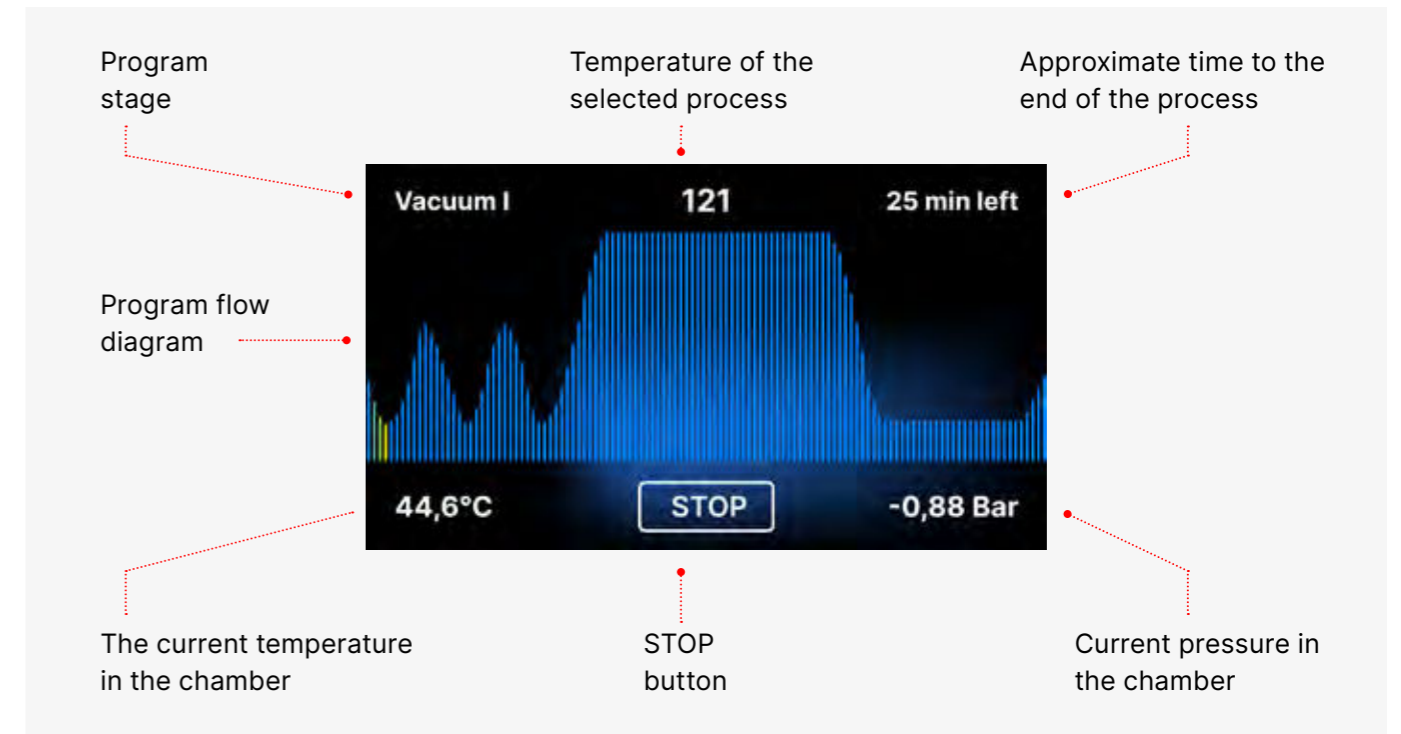 Program
stage
Temperature of the
selected process
Approximate time to the
end of the process
Vacuum I
121
25 min left
Program flow
diagram
44,6°C
STOP
-0,88 Bar
The current temperature
in the chamber
STOP
button
Current pressure in
the chamber